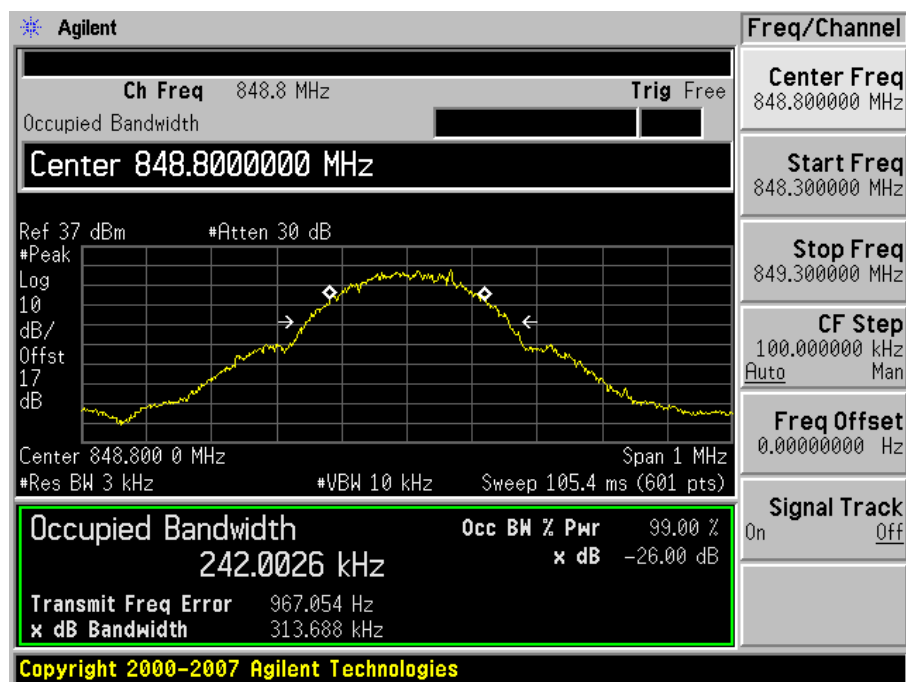 Agilent
Freq/Channel
Ch Freq 848.8 MHz Trig Free
Occupied Bandwidth
Center 848.8000000 MHz
Ref 37 dBm #Atten 30 dB
#Peak
Log
10
dB/
Offst
17
dB
Center 848.800 0 MHz Span 1 MHz
#Res BW 3 kHz #VBW 10 kHz Sweep 105.4 ms (601 pts)
Occupied Bandwidth Occ BW % Pwr 99.00 %
242.0026 kHz x dB -26.00 dB
Transmit Freq Error 967.054 Hz
x dB Bandwidth 313.688 kHz
Copyright 2000-2007 Agilent Technologies
Center Freq
848.800000 MHz
Start Freq
848.300000 MHz
Stop Freq
849.300000 MHz
CF Step
100.000000 kHz
Auto Man
Freq Offset
0.00000000 Hz
Signal Track
On Off